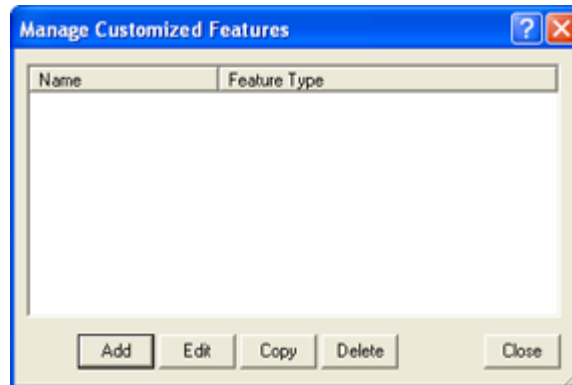 Manage Customized Features
Name Feature Type
Add Edit Copy Delete Close